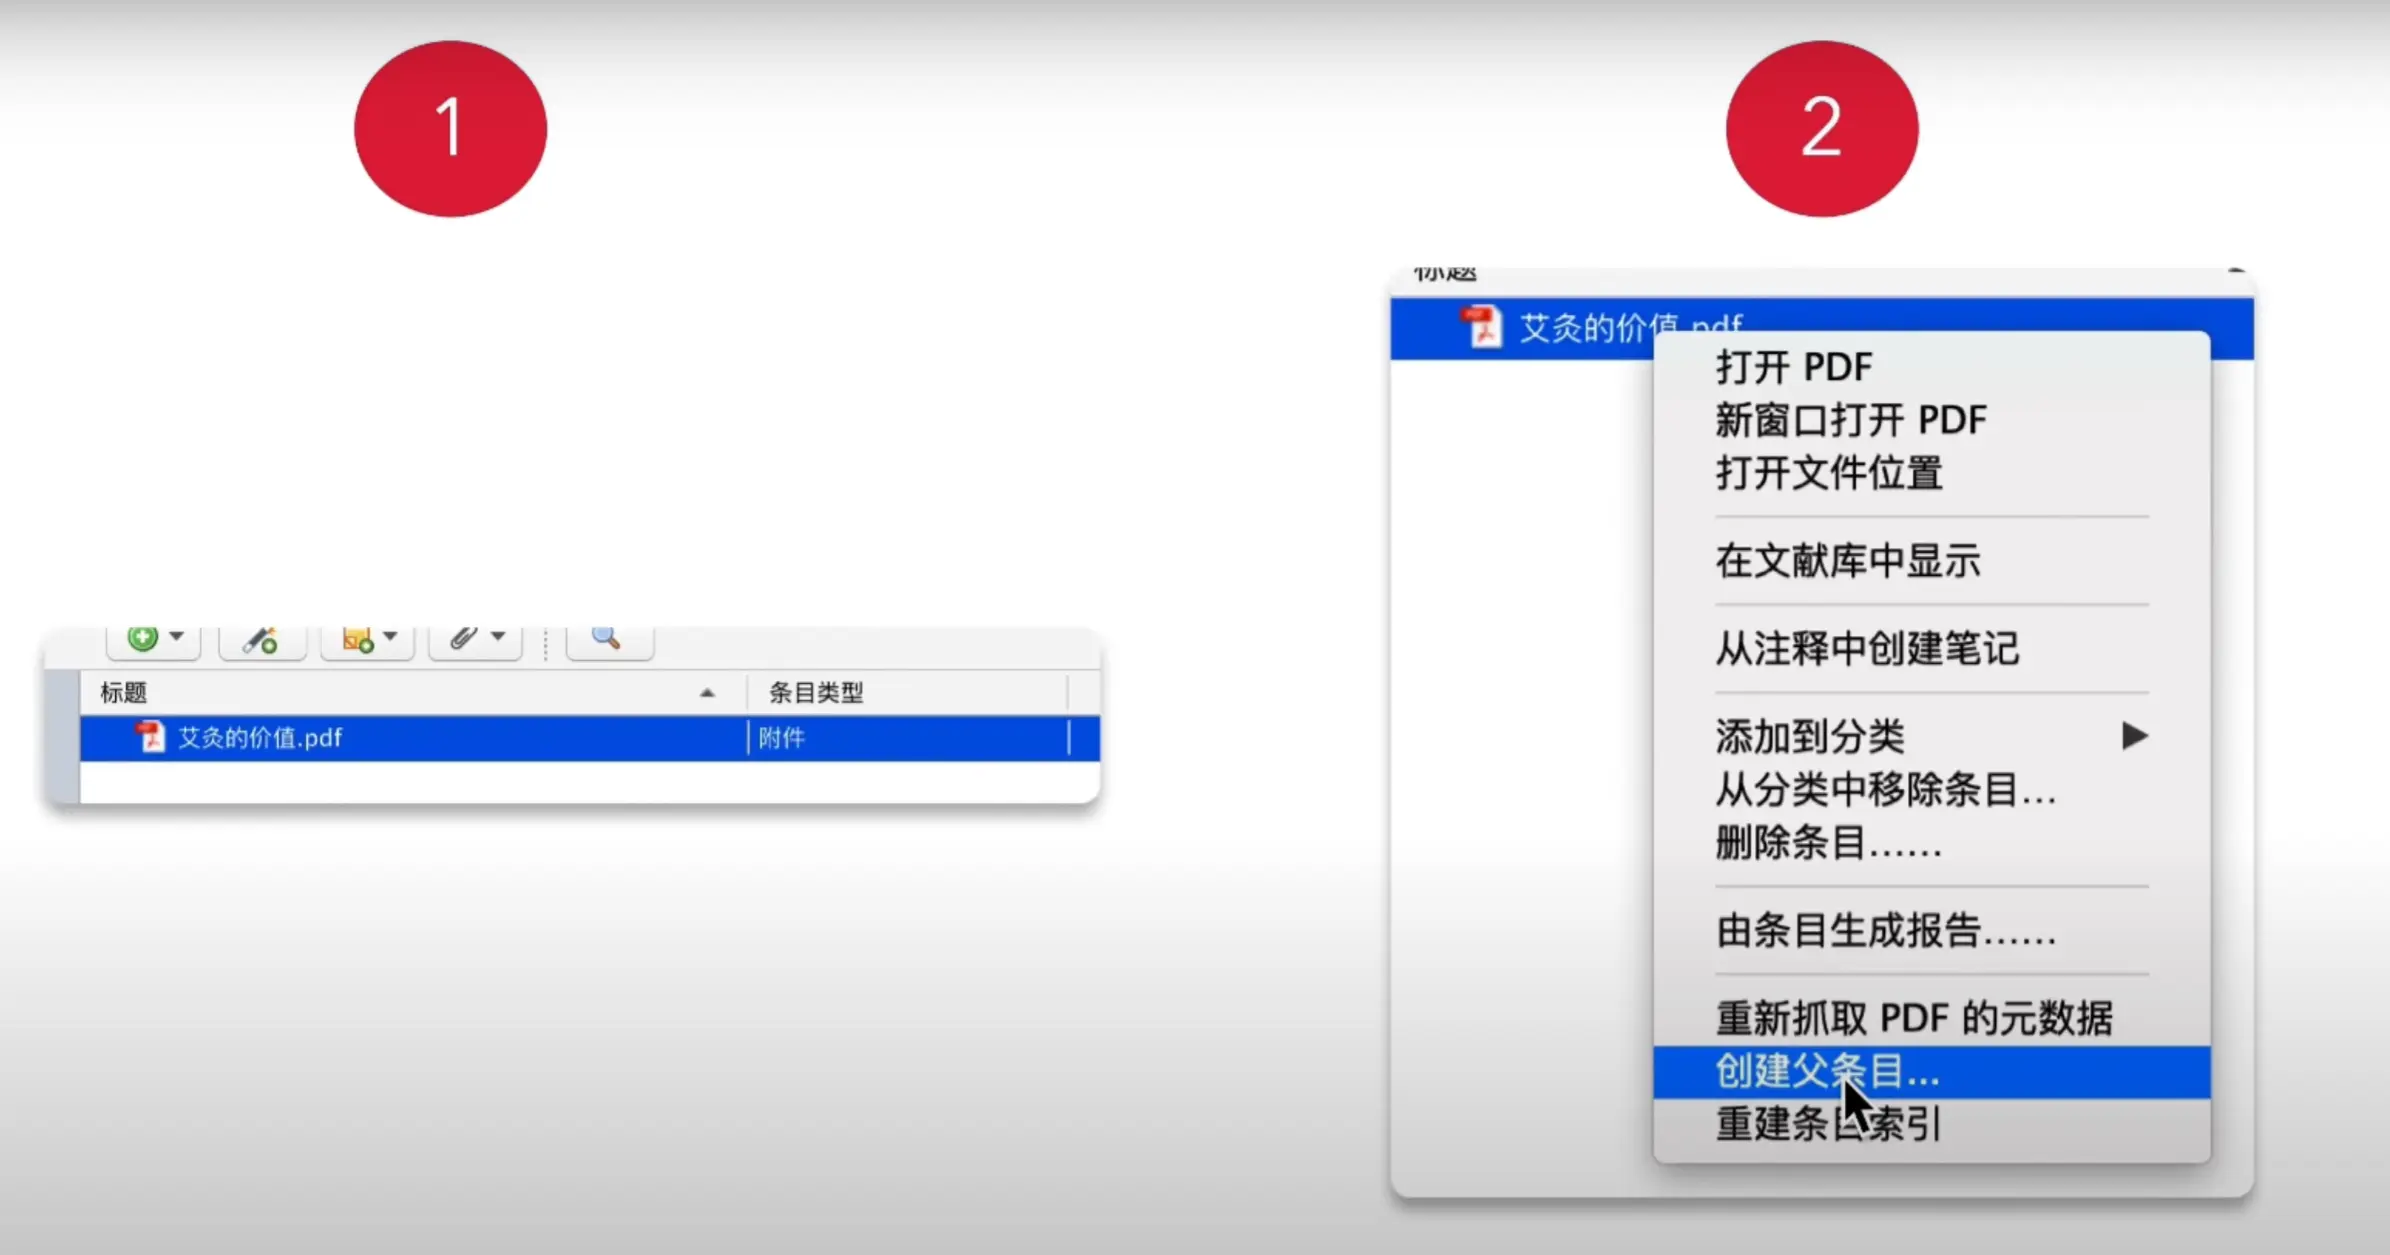 1
标题
条目类型
艾灸的价值.pdf
附件
2
标题
艾灸的价值.pdf
打开 PDF
新窗口打开 PDF
打开文件位置
在文献库中显示
从注释中创建笔记
添加到分类
从分类中移除条目...
删除条目……
由条目生成报告……
重新抓取 PDF 的元数据
创建父条目...
重建条目索引